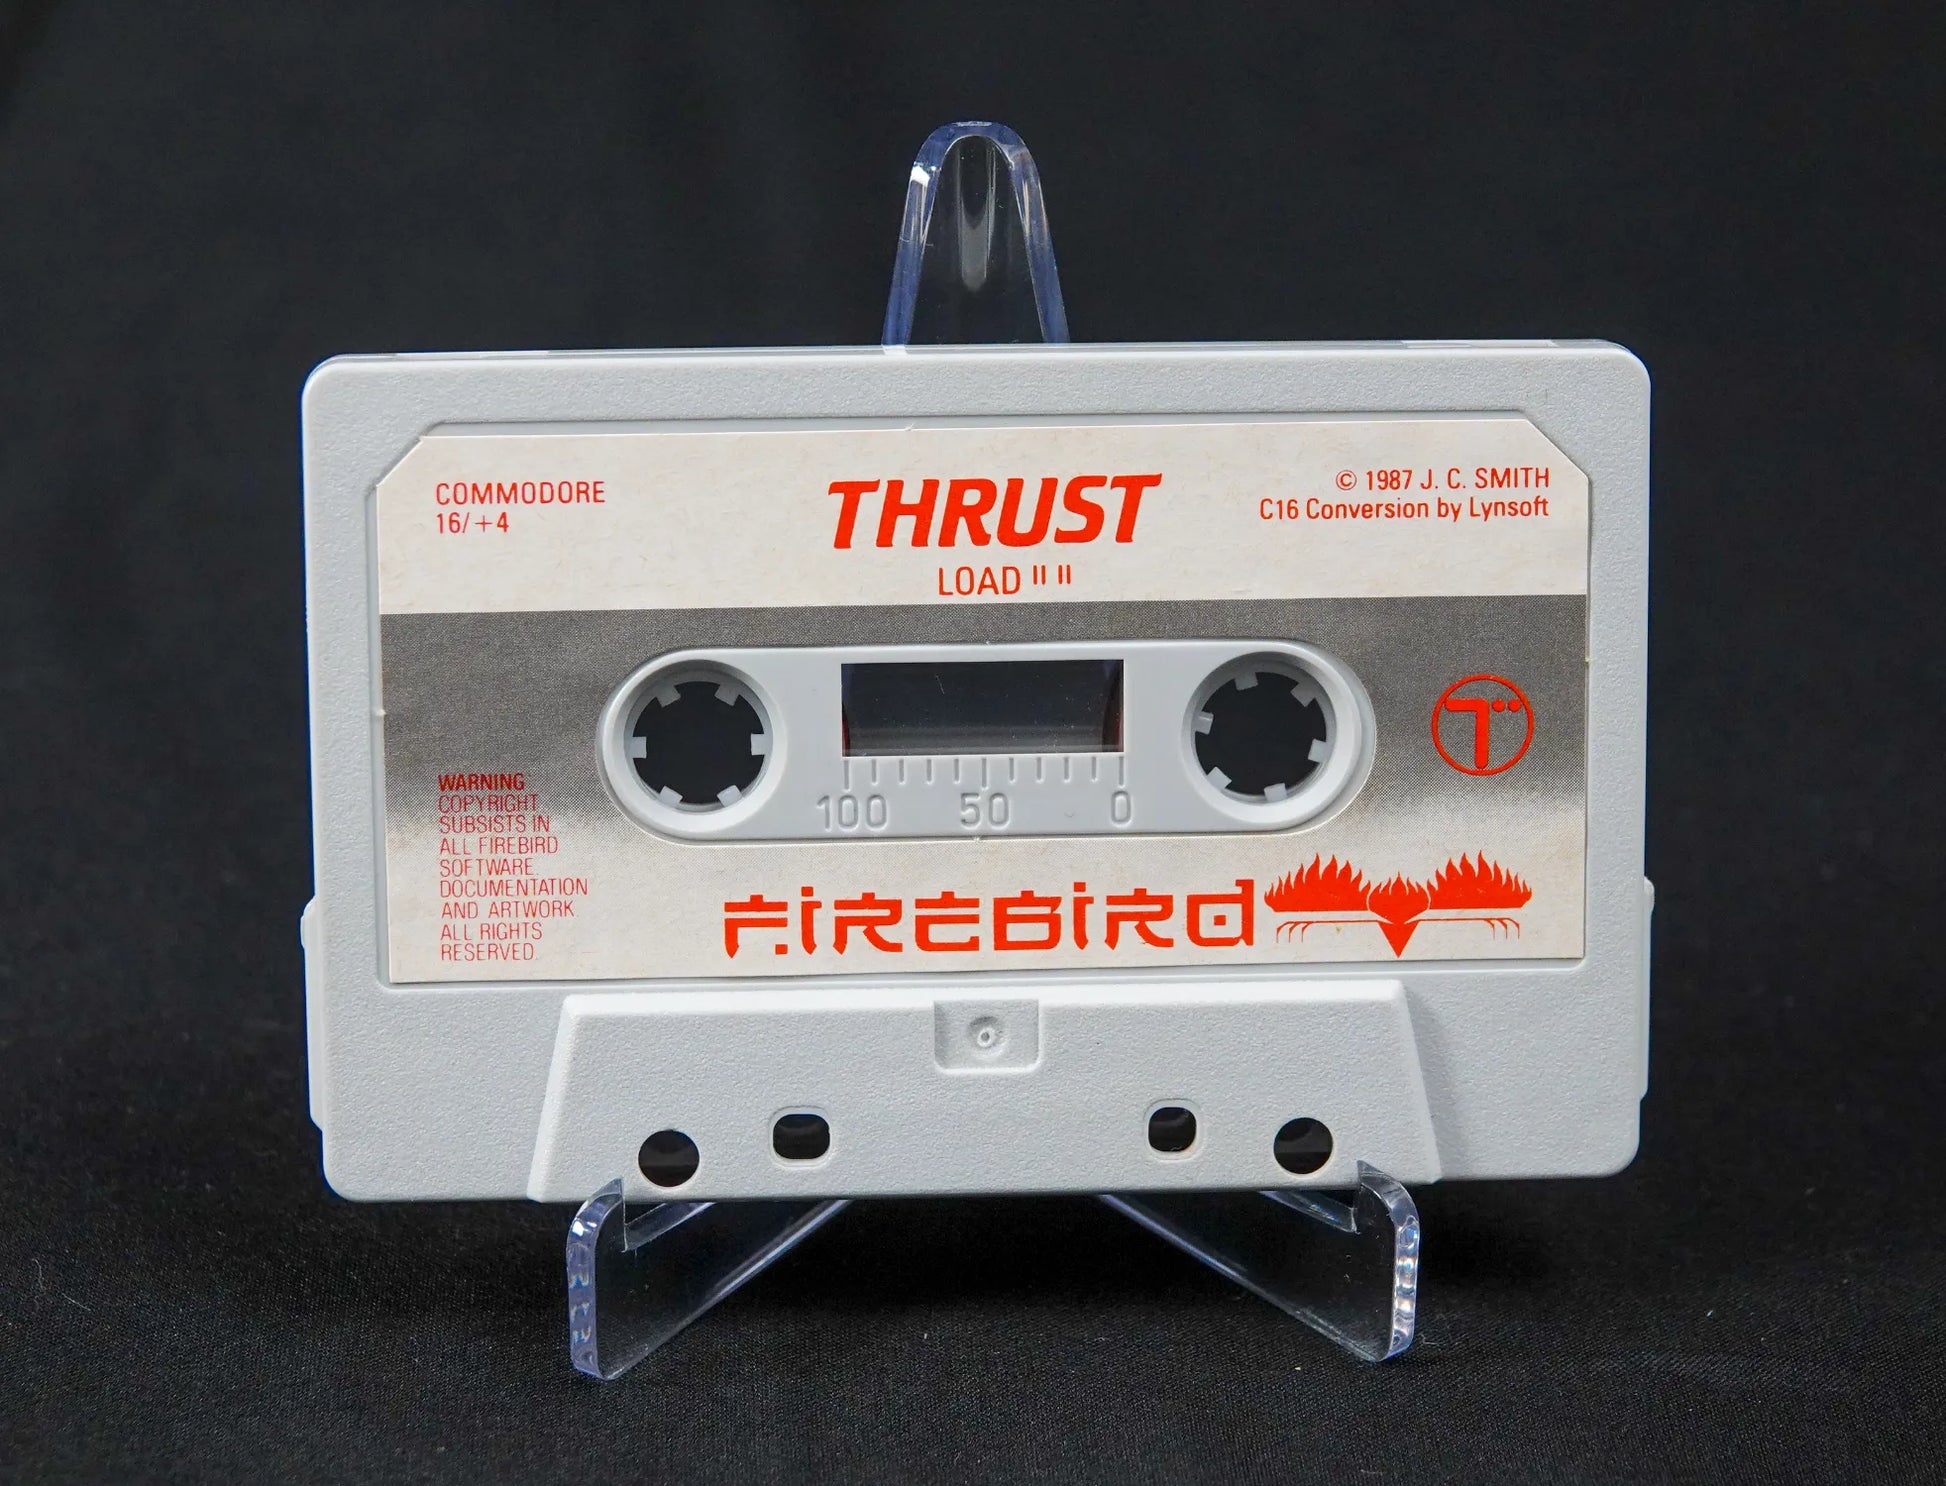 COMMODORE
16/+4
THRUST
LOAD " "
© 1987 J. C. SMITH
C16 Conversion by Lynsoft
WARNING
COPYRIGHT
SUBSISTS IN
ALL FIREBIRD
SOFTWARE.
DOCUMENTATION
AND ARTWORK.
ALL RIGHTS
RESERVED.
100 50 0
T
FiREBiRd